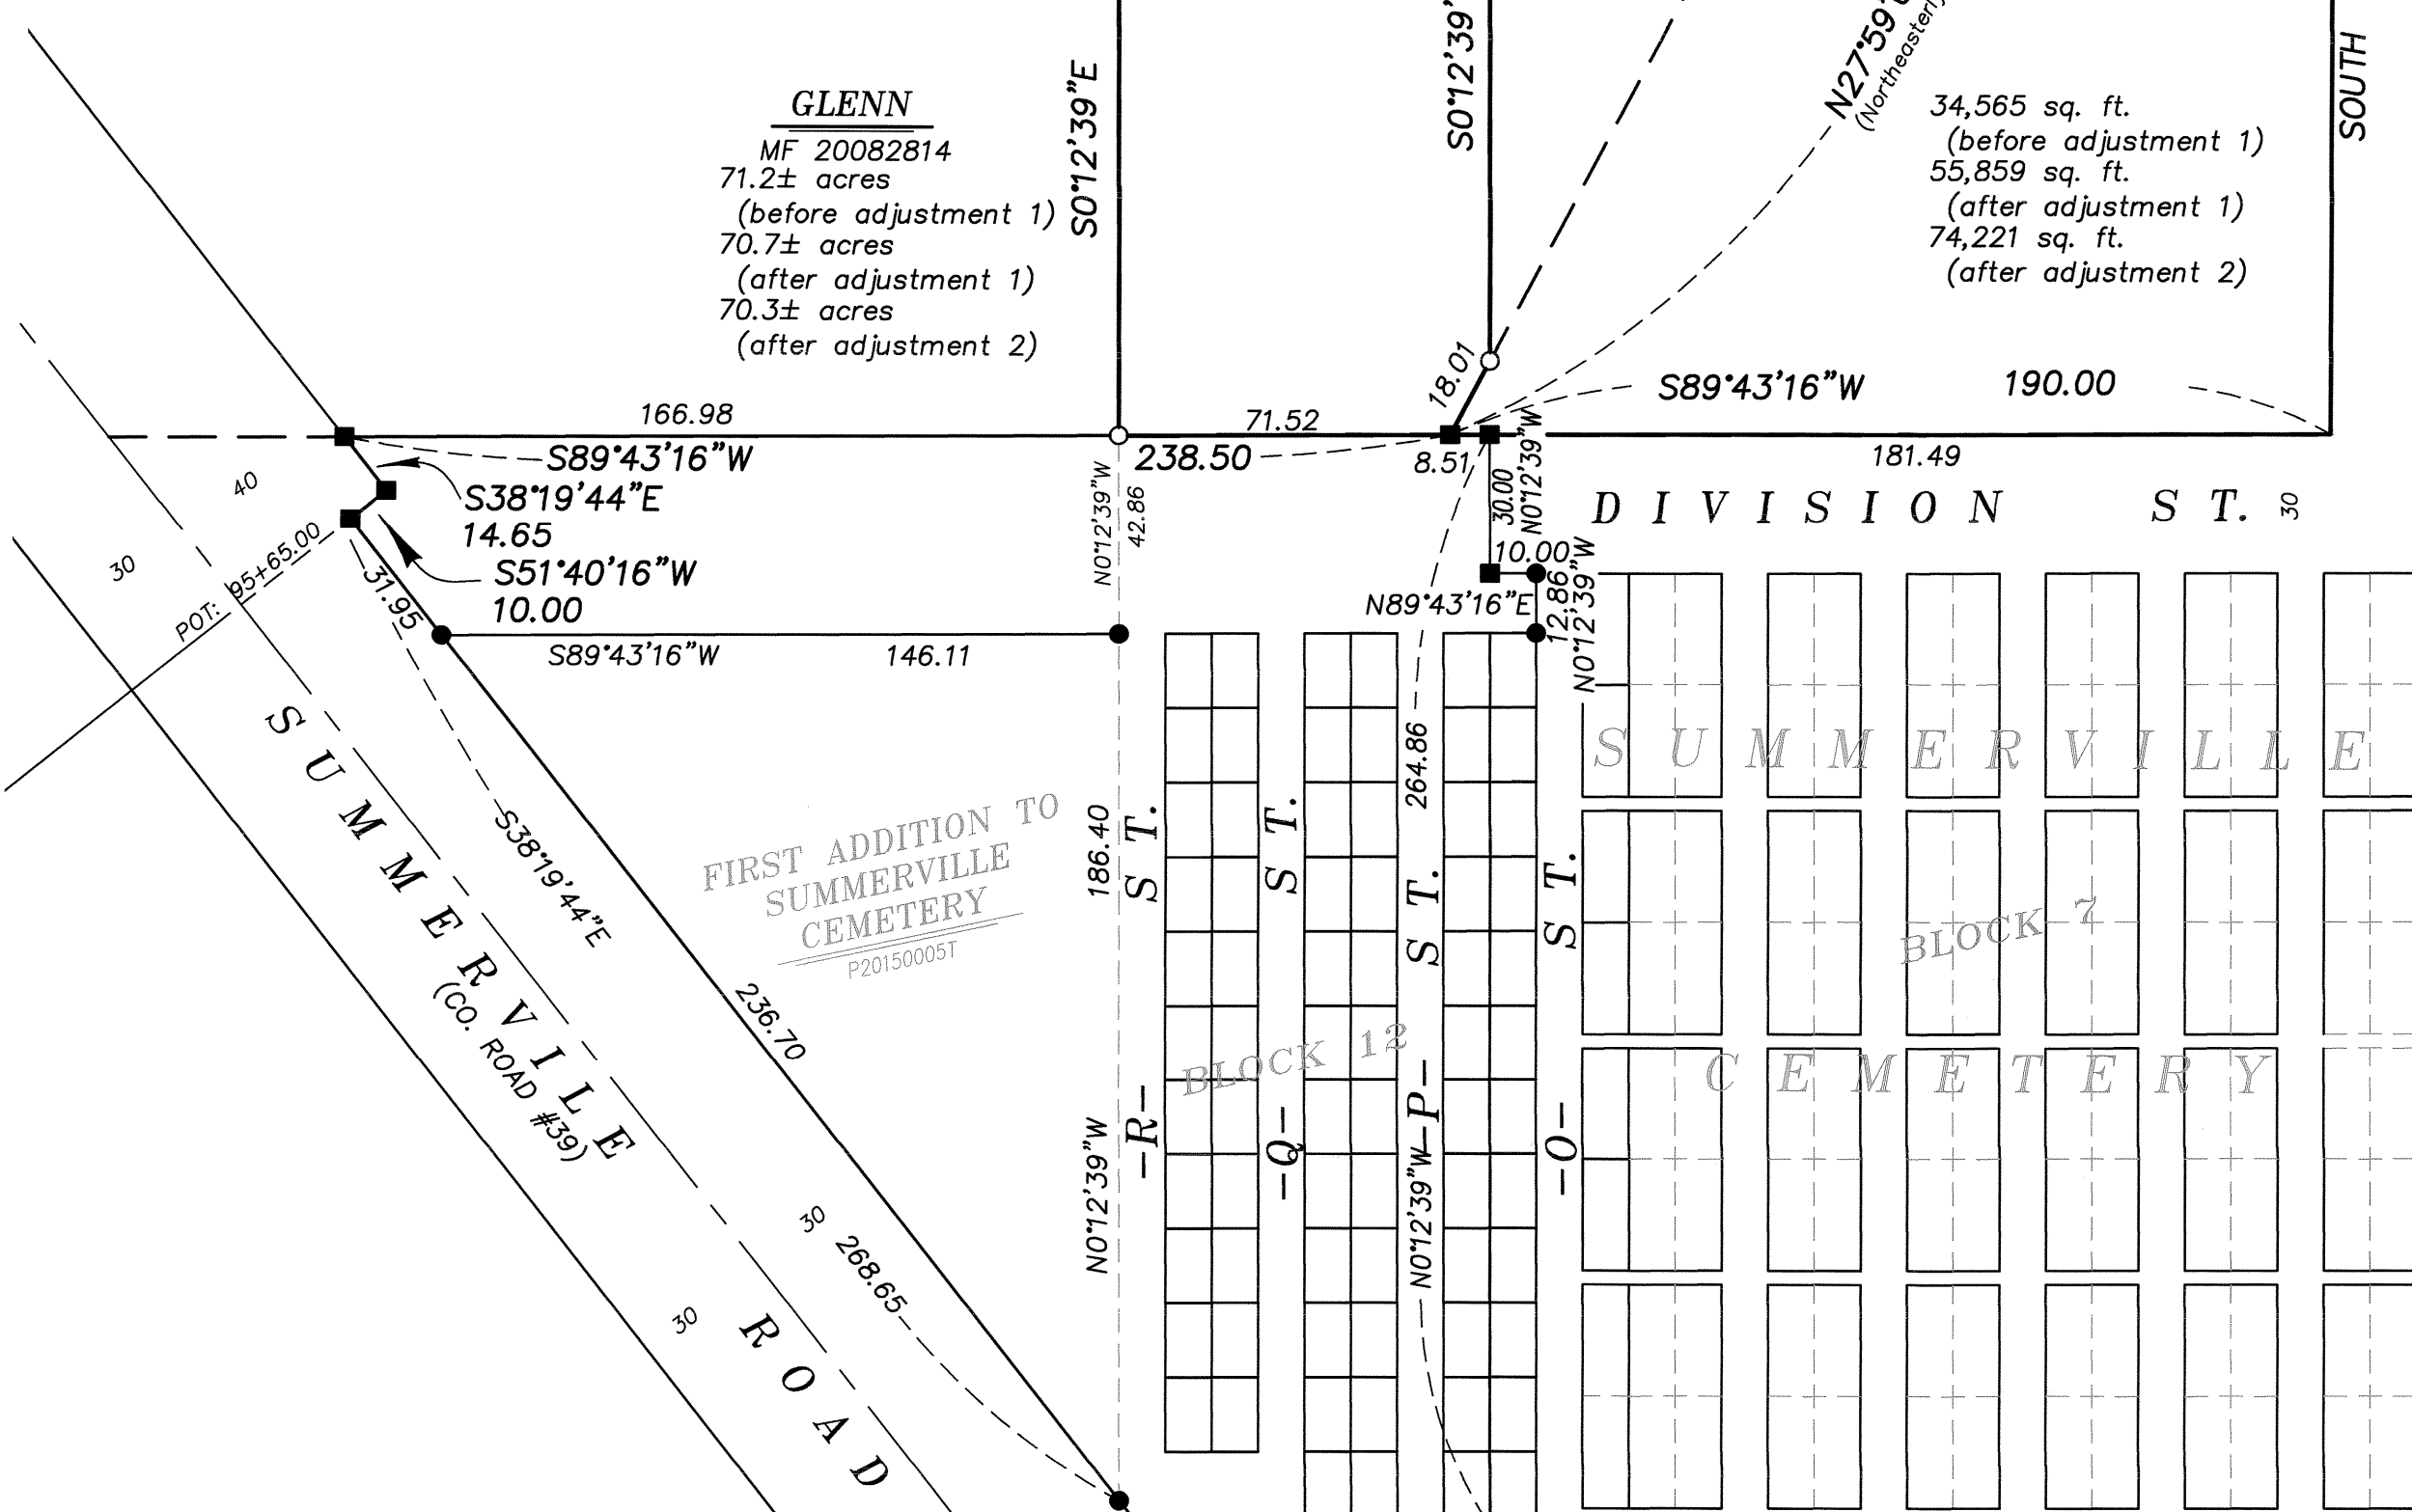 GLENN
MF 20082814
71.2± acres
(before adjustment 1)
70.7± acres
(after adjustment 1)
70.3± acres
(after adjustment 2)
S0°12'39"E
S0°12'39"
(Northeasterly)
34,565 sq. ft.
(before adjustment 1)
55,859 sq. ft.
(after adjustment 1)
74,221 sq. ft.
(after adjustment 2)
SOUTH
18.01
S89°43'16"W 190.00
166.98
71.52
S89°43'16"W
238.50
8.51
181.49
40
S38°19'44"E
14.65
S51°40'16"W
10.00
N0°12'39"W
42.86
30.00
N0°12'39"W
DIVISION ST.
30
10.00
N89°43'16"E
12.86
N0°12'39"W
30
POT: 95+65.00
31.95
S89°43'16"W 146.11
S38°19'44"E
SUMMERVILLE ROAD
(CO. ROAD #39)
FIRST ADDITION TO
SUMMERVILLE
CEMETERY
P20150005T
186.40
N0°12'39"W
-R- ST.
-Q- ST.
264.86
N0°12'39"W
-P- ST.
-O- ST.
SUMMERVILLE
CEMETERY
BLOCK 7
BLOCK 12
236.70
268.65
30
30